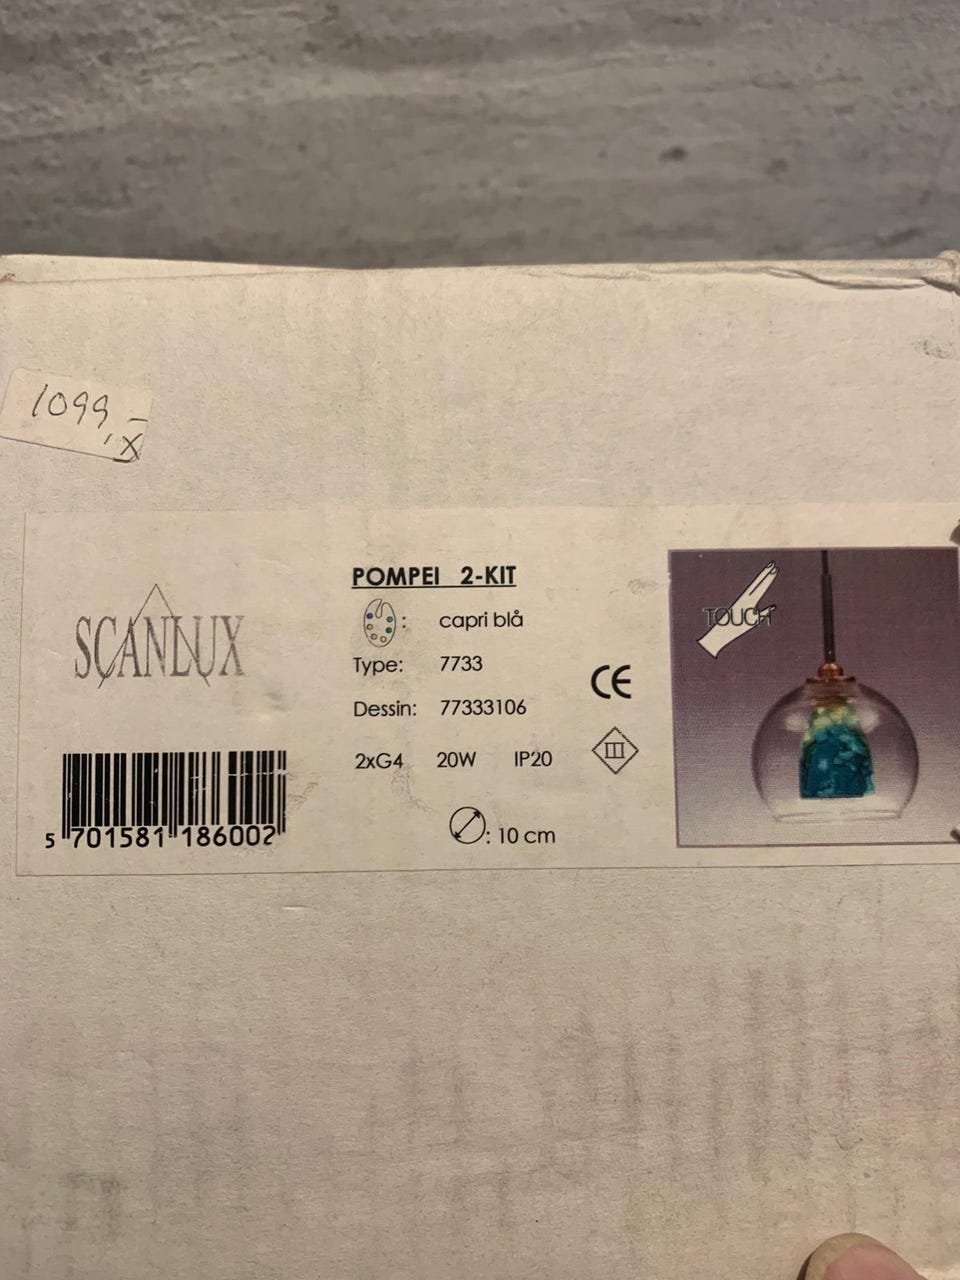 1099,-
X
SCANLUX
POMPEI 2-KIT
: capri blå
Type: 7733
Dessin: 77333106
2xG4 20W IP20
: 10 cm
CE
III
5 701581 186002
TOUCH